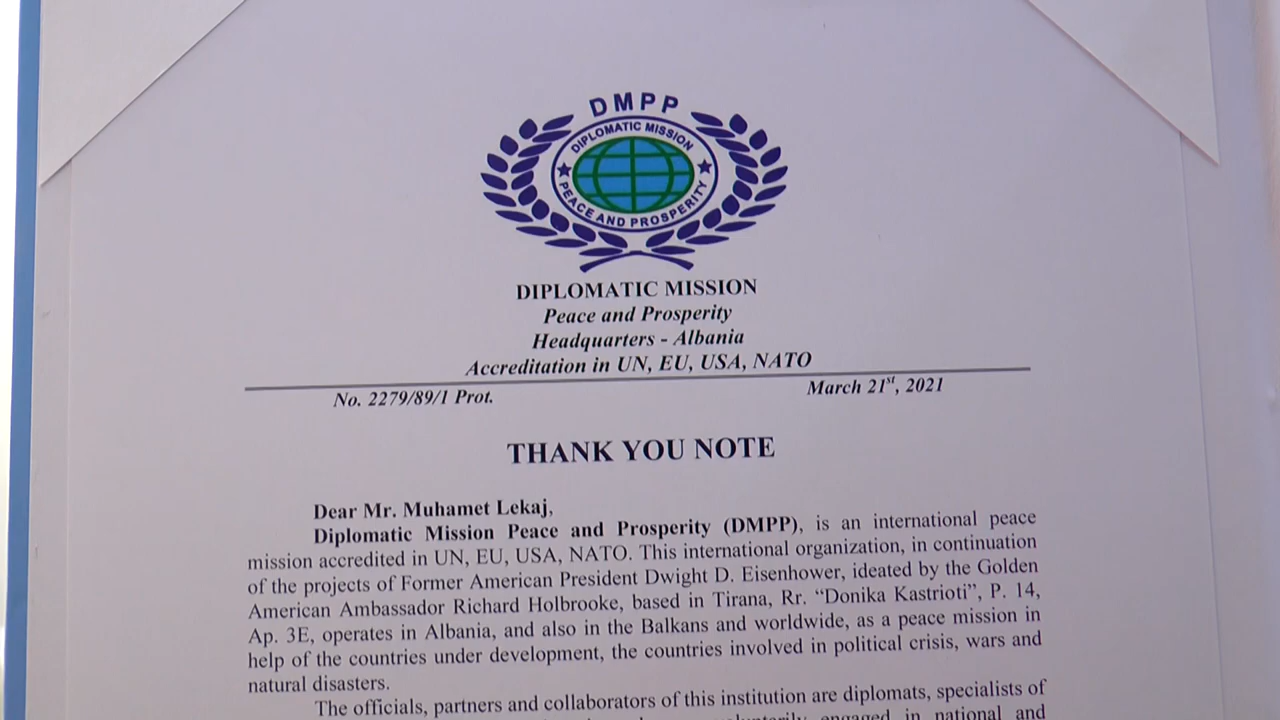 DMPP
DIPLOMATIC MISSION
PEACE AND PROSPERITY
DIPLOMATIC MISSION
Peace and Prosperity
Headquarters - Albania
Accreditation in UN, EU, USA, NATO
No. 2279/89/1 Prot. March 21st, 2021
THANK YOU NOTE
Dear Mr. Muhamet Lekaj,
Diplomatic Mission Peace and Prosperity (DMPP), is an international peace
mission accredited in UN, EU, USA, NATO. This international organization, in continuation
of the projects of Former American President Dwight D. Eisenhower, ideated by the Golden
American Ambassador Richard Holbrooke, based in Tirana, Rr. “Donika Kastrioti”, P. 14,
Ap. 3E, operates in Albania, and also in the Balkans and worldwide, as a peace mission in
help of the countries under development, the countries involved in political crisis, wars and
natural disasters.
The officials, partners and collaborators of this institution are diplomats, specialists of
voluntarily engaged in national and